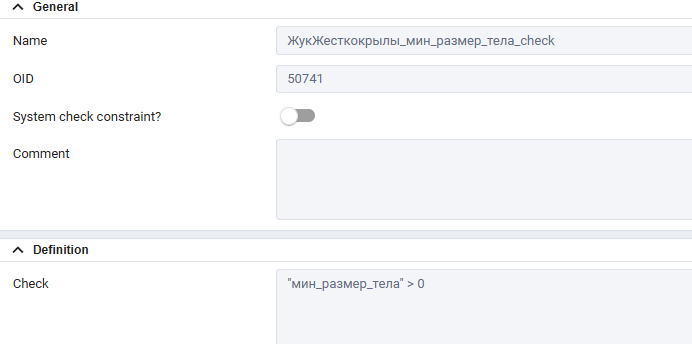 General
Name
ЖукЖесткокрылы_мин_размер_тела_check
OID
50741
System check constraint?
Comment
Definition
Check
"мин_размер_тела" > 0